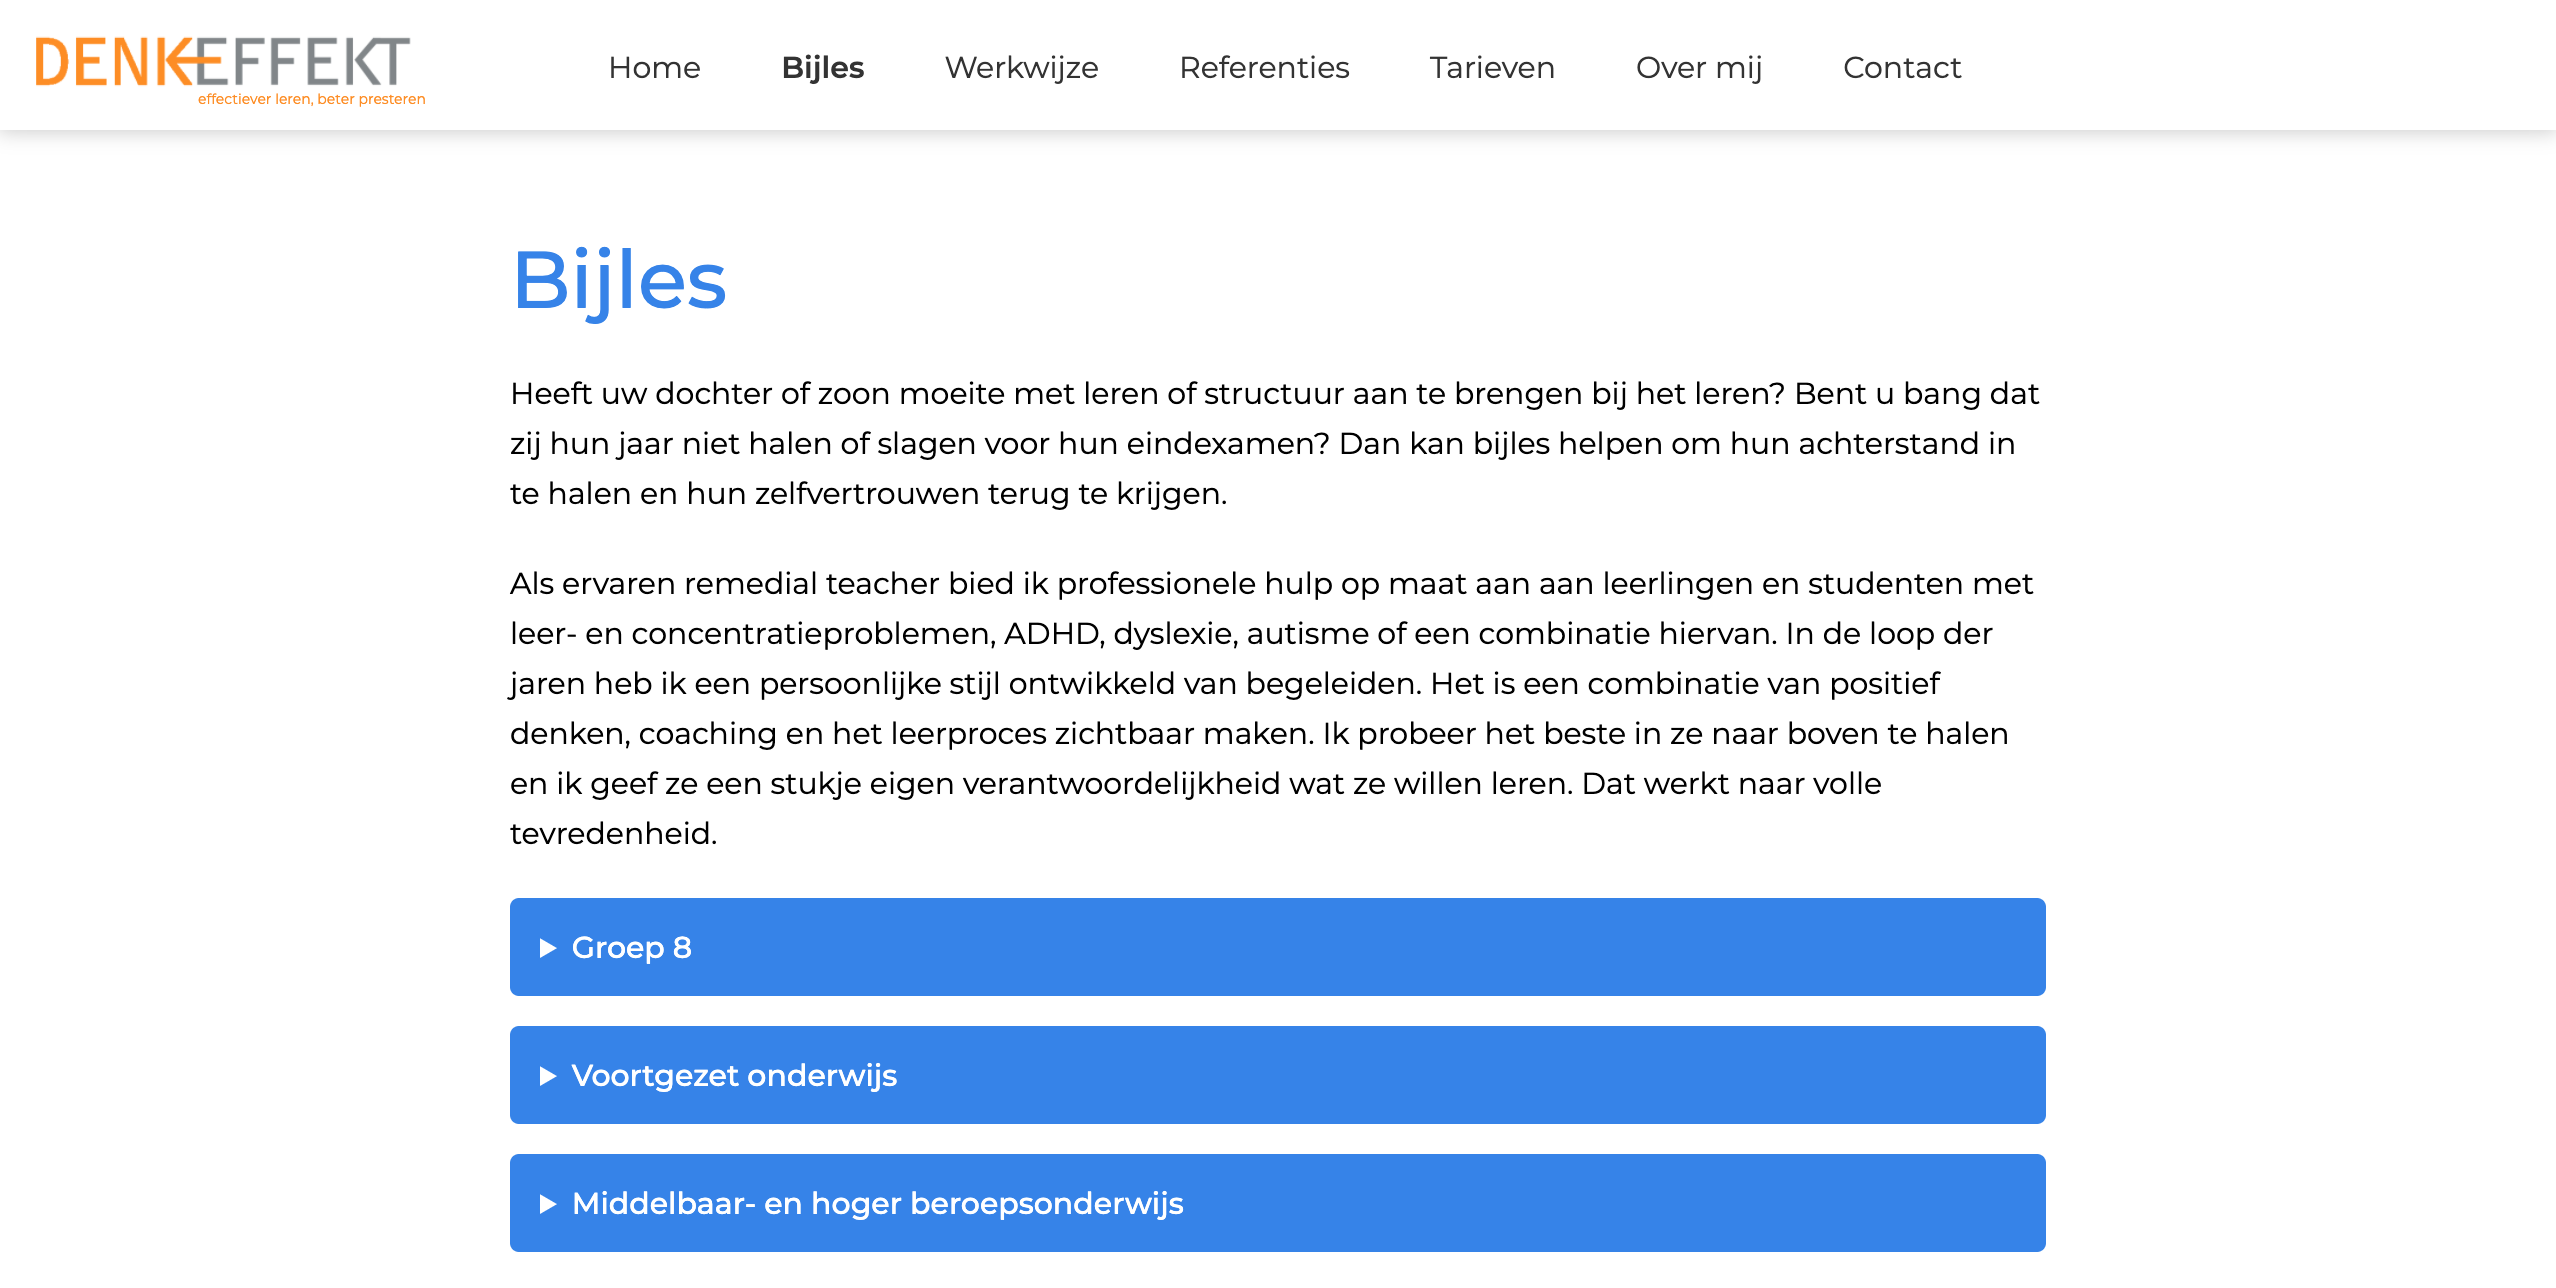 DENKEFFEKT
effectiever leren, beter presteren
Home
Bijles
Werkwijze
Referenties
Tarieven
Over mij
Contact
Bijles
Heeft uw dochter of zoon moeite met leren of structuur aan te brengen bij het leren? Bent u bang dat
zij hun jaar niet halen of slagen voor hun eindexamen? Dan kan bijles helpen om hun achterstand in
te halen en hun zelfvertrouwen terug te krijgen.
Als ervaren remedial teacher bied ik professionele hulp op maat aan aan leerlingen en studenten met
leer- en concentratieproblemen, ADHD, dyslexie, autisme of een combinatie hiervan. In de loop der
jaren heb ik een persoonlijke stijl ontwikkeld van begeleiden. Het is een combinatie van positief
denken, coaching en het leerproces zichtbaar maken. Ik probeer het beste in ze naar boven te halen
en ik geef ze een stukje eigen verantwoordelijkheid wat ze willen leren. Dat werkt naar volle
tevredenheid.
Groep 8
Voortgezet onderwijs
Middelbaar- en hoger beroepsonderwijs